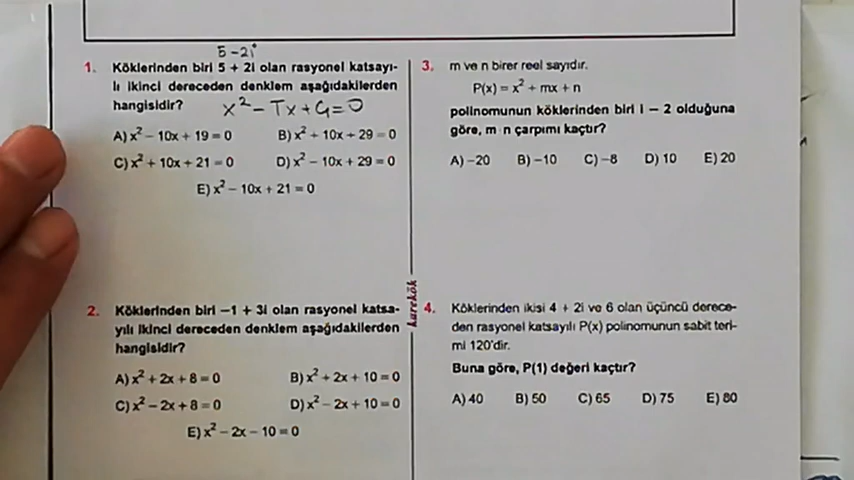 5-2i
1. Köklerinden biri 5 + 2i olan rasyonel katsayı-
lı ikinci dereceden denklem aşağıdakilerden
hangisidir?
x² - Tx + Ç = 0
A) x² − 10x + 19 = 0 B) x² + 10x + 29 = 0
C) x² + 10x + 21 = 0 D) x² − 10x + 29 = 0
E) x² − 10x + 21 = 0
2. Köklerinden biri −1 + 3i olan rasyonel katsa-
yılı ikinci dereceden denklem aşağıdakilerden
hangisidir?
A) x² + 2x + 8 = 0 B) x² + 2x + 10 = 0
C) x² − 2x + 8 = 0 D) x² − 2x + 10 = 0
E) x² − 2x − 10 = 0
karekök
3. m ve n birer reel sayıdır.
P(x) = x² + mx + n
polinomunun köklerinden biri i − 2 olduğuna
göre, m · n çarpımı kaçtır?
A) −20 B) −10 C) −8 D) 10 E) 20
4. Köklerinden ikisi 4 + 2i ve 6 olan üçüncü derece-
den rasyonel katsayılı P(x) polinomunun sabit teri-
mi 120'dir.
Buna göre, P(1) değeri kaçtır?
A) 40 B) 50 C) 65 D) 75 E) 80